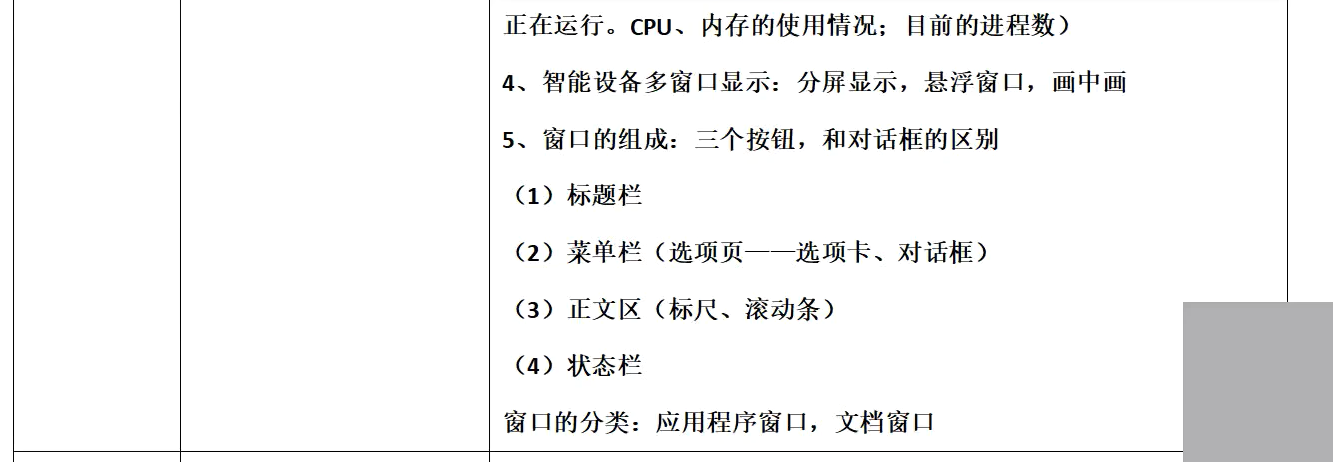 正在运行。CPU、内存的使用情况；目前的进程数）
4、智能设备多窗口显示：分屏显示，悬浮窗口，画中画
5、窗口的组成：三个按钮，和对话框的区别
（1）标题栏
（2）菜单栏（选项页——选项卡、对话框）
（3）正文区（标尺、滚动条）
（4）状态栏
窗口的分类：应用程序窗口，文档窗口